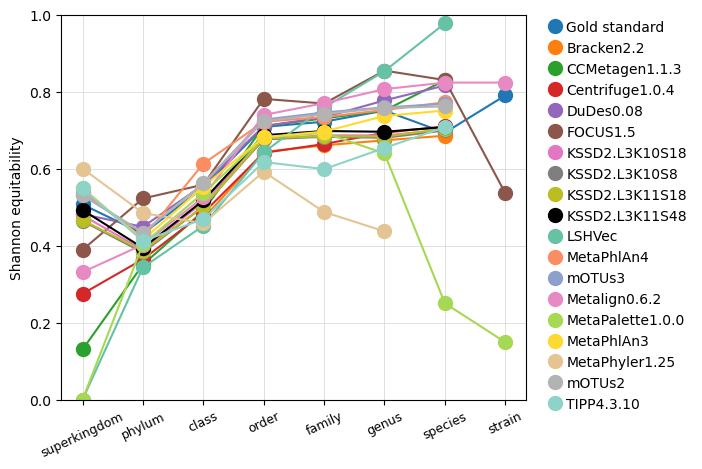 1.0
0.8
0.6
0.4
0.2
0.0
Shannon equitability
superkingdom
phylum
class
order
family
genus
species
strain
Gold standard
Bracken2.2
CCMetagen1.1.3
Centrifuge1.0.4
DuDes0.08
FOCUS1.5
KSSD2.L3K10S18
KSSD2.L3K10S8
KSSD2.L3K11S18
KSSD2.L3K11S48
LSHVec
MetaPhlAn4
mOTUs3
Metalign0.6.2
MetaPalette1.0.0
MetaPhlAn3
MetaPhyler1.25
mOTUs2
TIPP4.3.10